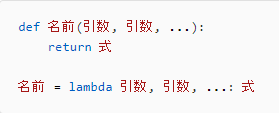 def 名前(引数, 引数, ...):
    return 式
名前 = lambda 引数, 引数, ...: 式